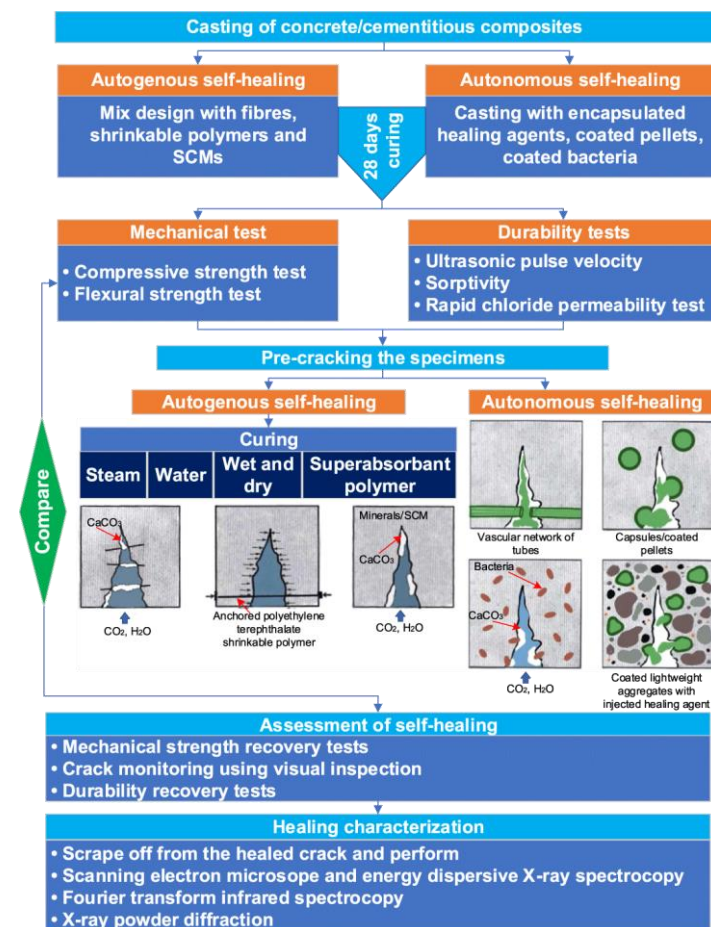 Casting of concrete/cementitious composites
Autogenous self-healing
Mix design with fibres,
shrinkable polymers and
SCMs
28 days
curing
Autonomous self-healing
Casting with encapsulated
healing agents, coated pellets,
coated bacteria
Mechanical test
• Compressive strength test
• Flexural strength test
Durability tests
• Ultrasonic pulse velocity
• Sorptivity
• Rapid chloride permeability test
Pre-cracking the specimens
Autogenous self-healing
Curing
Steam
Water
Wet and
dry
Superabsorbant
polymer
CaCO₃
CO₂, H₂O
Anchored polyethylene
terephthalate
shrinkable polymer
Minerals/SCM
CaCO₃
CO₂, H₂O
Autonomous self-healing
Vascular network of
tubes
Capsules/coated
pellets
Bacteria
CaCO₃
CO₂, H₂O
Coated lightweight
aggregates with
injected healing agent
Compare
Assessment of self-healing
• Mechanical strength recovery tests
• Crack monitoring using visual inspection
• Durability recovery tests
Healing characterization
• Scrape off from the healed crack and perform
• Scanning electron microsope and energy dispersive X-ray spectrocopy
• Fourier transform infrared spectrocopy
• X-ray powder diffraction